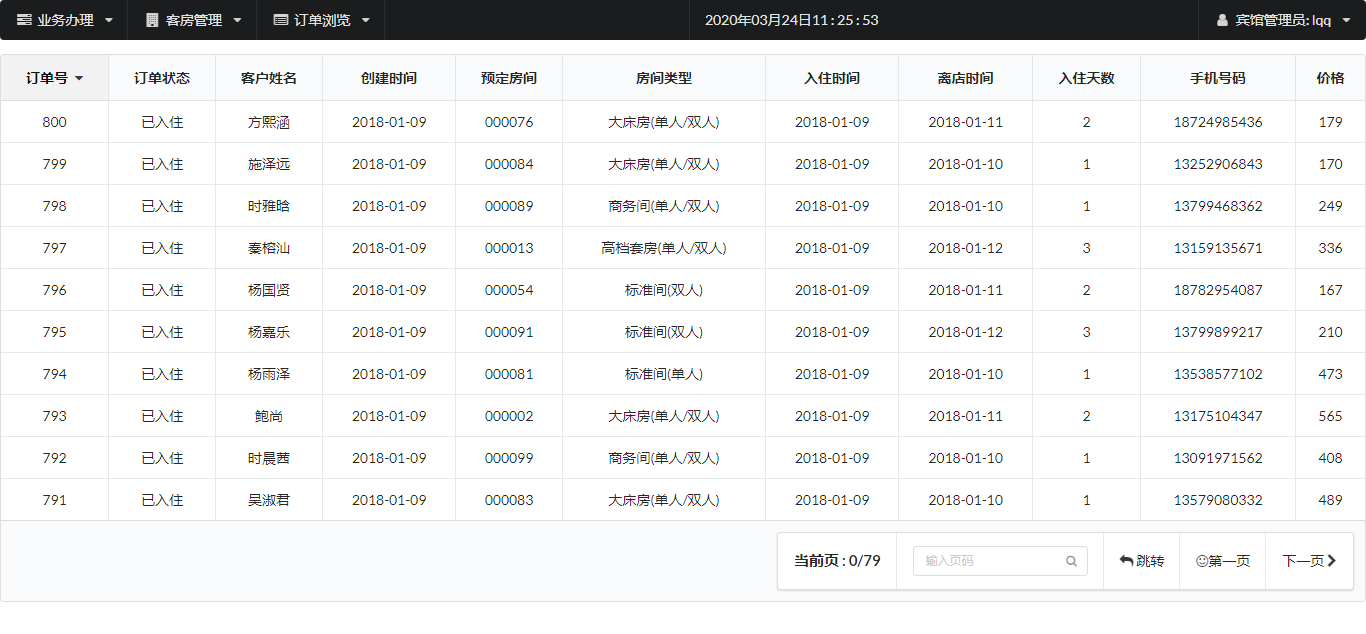 业务办理 客房管理 订单浏览 2020年03月24日11:25:53 宾馆管理员:lqq
订单号 订单状态 客户姓名 创建时间 预定房间 房间类型 入住时间 离店时间 入住天数 手机号码 价格
800 已入住 方熙涵 2018-01-09 000076 大床房(单人/双人) 2018-01-09 2018-01-11 2 18724985436 179
799 已入住 施泽远 2018-01-09 000084 大床房(单人/双人) 2018-01-09 2018-01-10 1 13252906843 170
798 已入住 时雅晗 2018-01-09 000089 商务间(单人/双人) 2018-01-09 2018-01-10 1 13799468362 249
797 已入住 秦榕汕 2018-01-09 000013 高档套房(单人/双人) 2018-01-09 2018-01-12 3 13159135671 336
796 已入住 杨国贤 2018-01-09 000054 标准间(双人) 2018-01-09 2018-01-11 2 18782954087 167
795 已入住 杨嘉乐 2018-01-09 000091 标准间(双人) 2018-01-09 2018-01-12 3 13799899217 210
794 已入住 杨雨泽 2018-01-09 000081 标准间(单人) 2018-01-09 2018-01-10 1 13538577102 473
793 已入住 鲍尚 2018-01-09 000002 大床房(单人/双人) 2018-01-09 2018-01-11 2 13175104347 565
792 已入住 时晨茜 2018-01-09 000099 商务间(单人/双人) 2018-01-09 2018-01-10 1 13091971562 408
791 已入住 吴淑君 2018-01-09 000083 大床房(单人/双人) 2018-01-09 2018-01-10 1 13579080332 489
当前页:0/79 输入页码 跳转 第一页 下一页